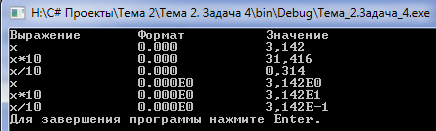 H:\C# Проекты\Тема 2\Тема 2. Задача 4\bin\Debug\Тема_2.Задача_4.exe
Выражение Формат Значение
x 0.000 3,142
x*10 0.000 31,416
x/10 0.000 0,314
x 0.000E0 3,142E0
x*10 0.000E0 3,142E1
x/10 0.000E0 3,142E-1
Для завершения программы нажмите Enter.